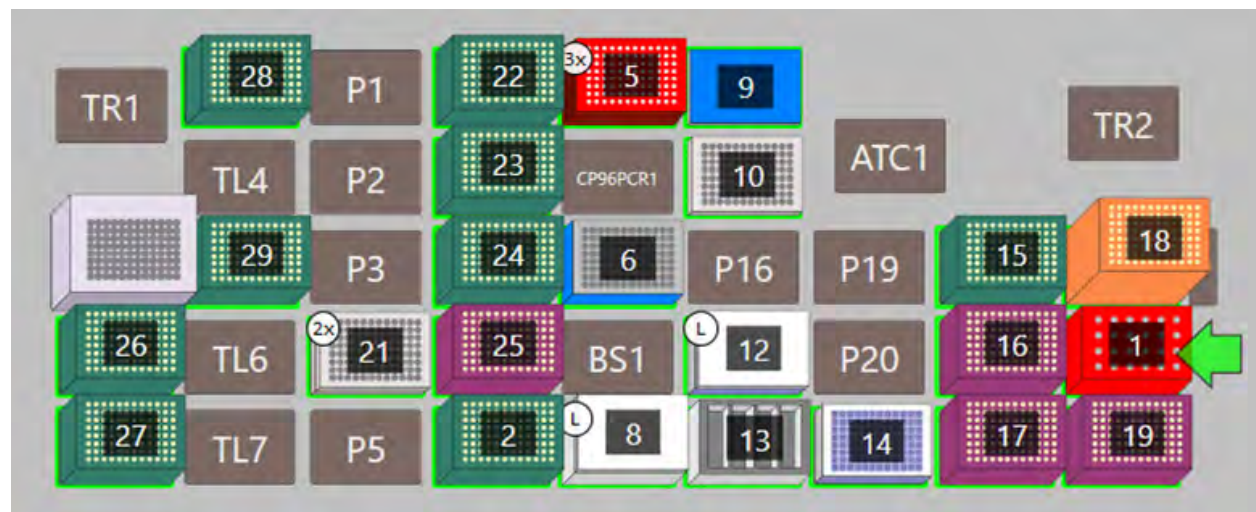 28 P1 22 3x 5 9
TR1 TR2
TL4 P2 23 CP96PCR1 10 ATC1
29 P3 24 6 P16 P19 15 18
26 TL6 2x 21 25 BS1 L 12 P20 16 1
27 TL7 P5 2 L 8 13 14 17 19